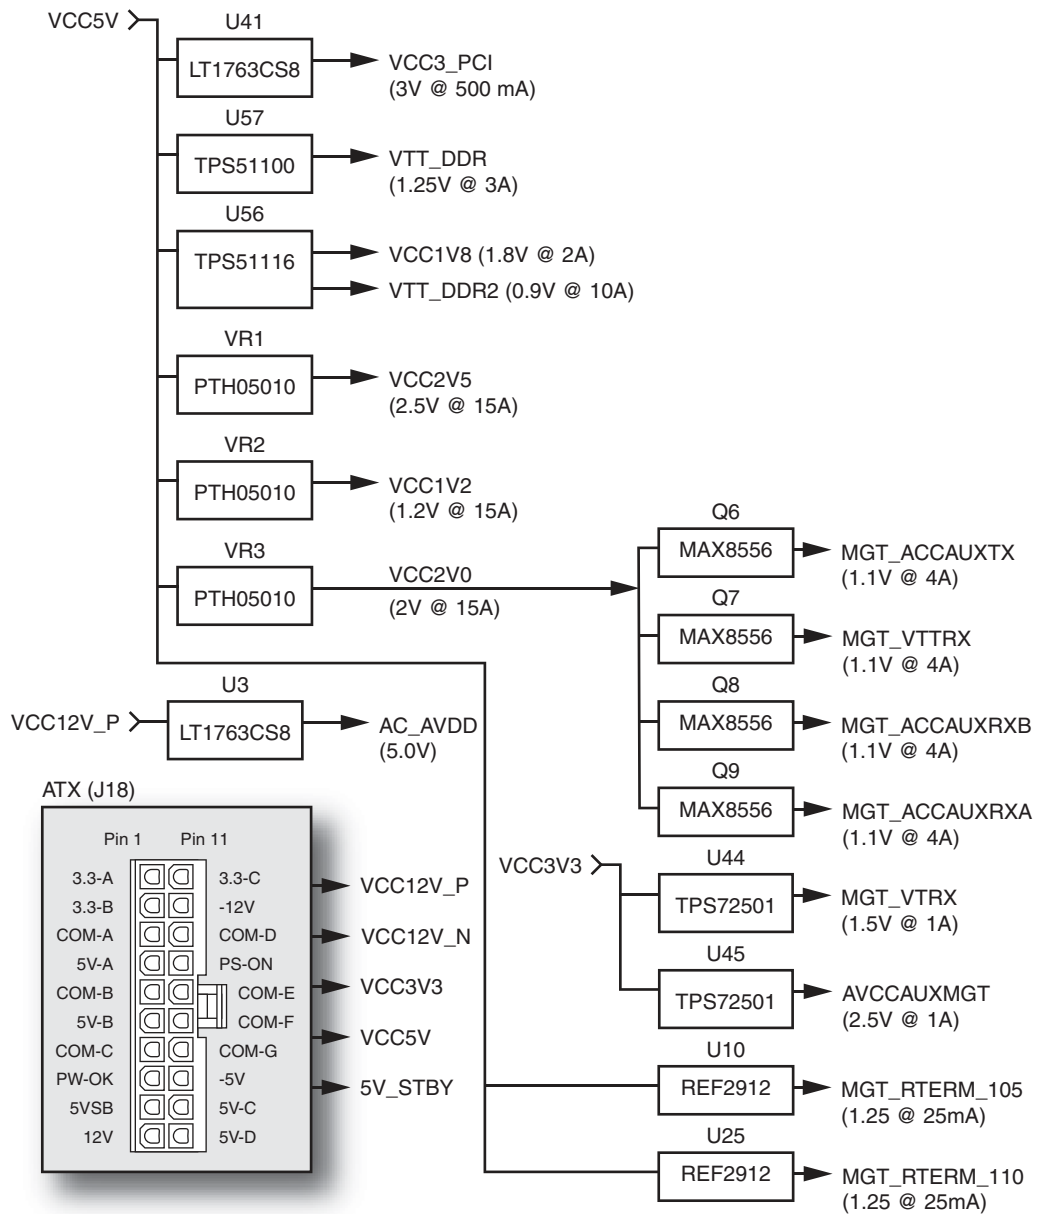 VCC5V
U41
LT1763CS8
VCC3_PCI
(3V @ 500 mA)
U57
TPS51100
VTT_DDR
(1.25V @ 3A)
U56
TPS51116
VCC1V8 (1.8V @ 2A)
VTT_DDR2 (0.9V @ 10A)
VR1
PTH05010
VCC2V5
(2.5V @ 15A)
VR2
PTH05010
VCC1V2
(1.2V @ 15A)
VR3
PTH05010
VCC2V0
(2V @ 15A)
Q6
MAX8556
MGT_ACCAUXTX
(1.1V @ 4A)
Q7
MAX8556
MGT_VTTRX
(1.1V @ 4A)
Q8
MAX8556
MGT_ACCAUXRXB
(1.1V @ 4A)
Q9
MAX8556
MGT_ACCAUXRXA
(1.1V @ 4A)
U3
VCC12V_P
LT1763CS8
AC_AVDD
(5.0V)
VCC3V3
U44
TPS72501
MGT_VTRX
(1.5V @ 1A)
U45
TPS72501
AVCCAUXMGT
(2.5V @ 1A)
U10
REF2912
MGT_RTERM_105
(1.25 @ 25mA)
U25
REF2912
MGT_RTERM_110
(1.25 @ 25mA)
ATX (J18)
Pin 1 Pin 11
3.3-A 3.3-C
3.3-B -12V
COM-A COM-D
5V-A PS-ON
COM-B COM-E
5V-B COM-F
COM-C COM-G
PW-OK -5V
5VSB 5V-C
12V 5V-D
VCC12V_P
VCC12V_N
VCC3V3
VCC5V
5V_STBY